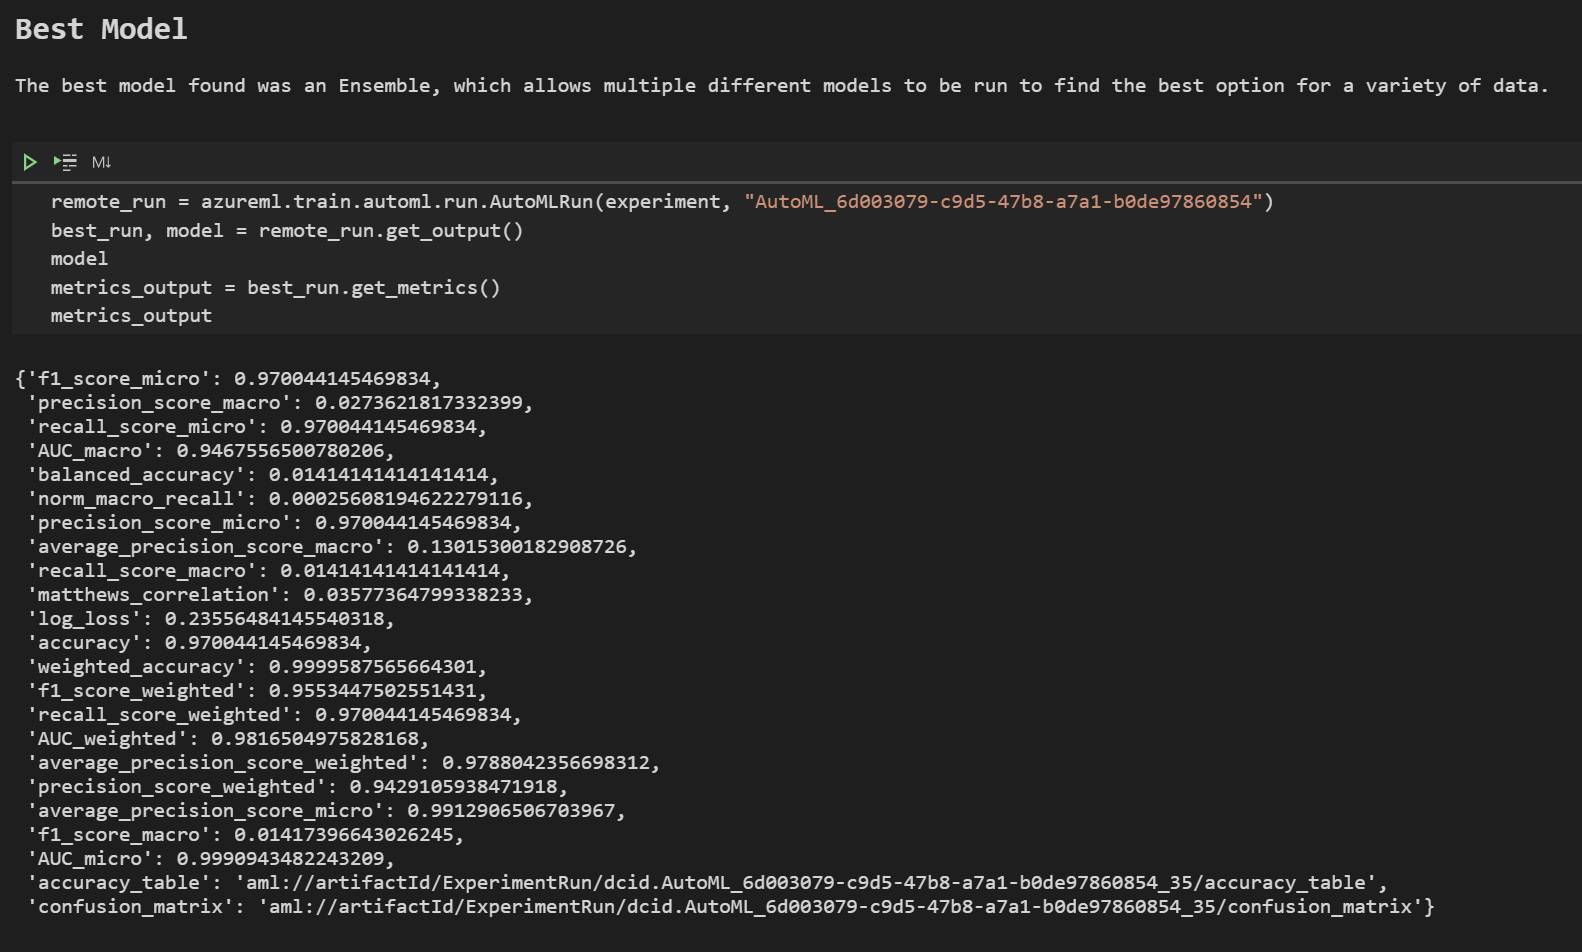 Best Model
The best model found was an Ensemble, which allows multiple different models to be run to find the best option for a variety of data.
M↓
remote_run = azureml.train.automl.run.AutoMLRun(experiment, "AutoML_6d003079-c9d5-47b8-a7a1-b0de97860854")
best_run, model = remote_run.get_output()
model
metrics_output = best_run.get_metrics()
metrics_output
{'f1_score_micro': 0.970044145469834,
'precision_score_macro': 0.0273621817332399,
'recall_score_micro': 0.970044145469834,
'AUC_macro': 0.9467556500780206,
'balanced_accuracy': 0.01414141414141414,
'norm_macro_recall': 0.00025608194622279116,
'precision_score_micro': 0.970044145469834,
'average_precision_score_macro': 0.13015300182908726,
'recall_score_macro': 0.01414141414141414,
'matthews_correlation': 0.03577364799338233,
'log_loss': 0.23556484145540318,
'accuracy': 0.970044145469834,
'weighted_accuracy': 0.9999587565664301,
'f1_score_weighted': 0.9553447502551431,
'recall_score_weighted': 0.970044145469834,
'AUC_weighted': 0.9816504975828168,
'average_precision_score_weighted': 0.9788042356698312,
'precision_score_weighted': 0.9429105938471918,
'average_precision_score_micro': 0.9912906506703967,
'f1_score_macro': 0.01417396643026245,
'AUC_micro': 0.9990943482243209,
'accuracy_table': 'aml://artifactId/ExperimentRun/dcid.AutoML_6d003079-c9d5-47b8-a7a1-b0de97860854_35/accuracy_table',
'confusion_matrix': 'aml://artifactId/ExperimentRun/dcid.AutoML_6d003079-c9d5-47b8-a7a1-b0de97860854_35/confusion_matrix'}